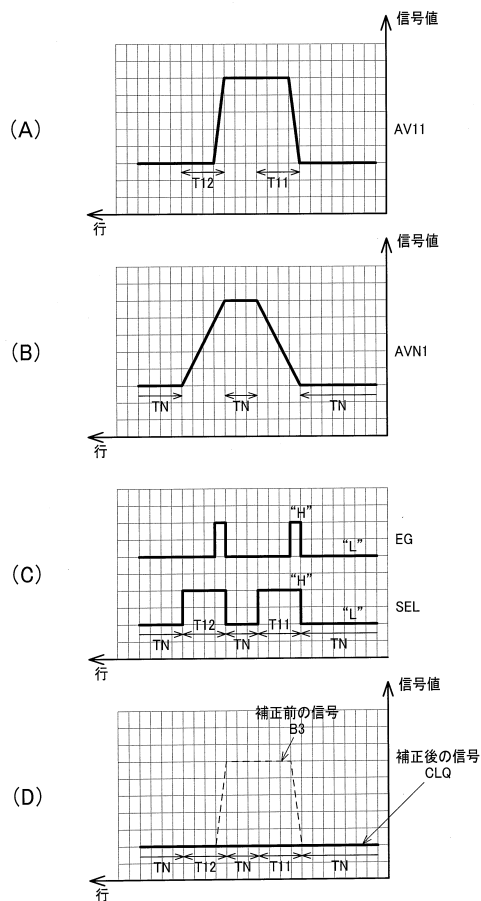 信号値
(A)
AV11
T12
T11
行
信号値
(B)
AVN1
TN
TN
TN
行
"H"
"L"
EG
(C)
"H"
"L"
SEL
T12
T11
TN
TN
TN
行
信号値
補正前の信号
B3
補正後の信号
CLQ
(D)
TN
T12
TN
T11
TN
行